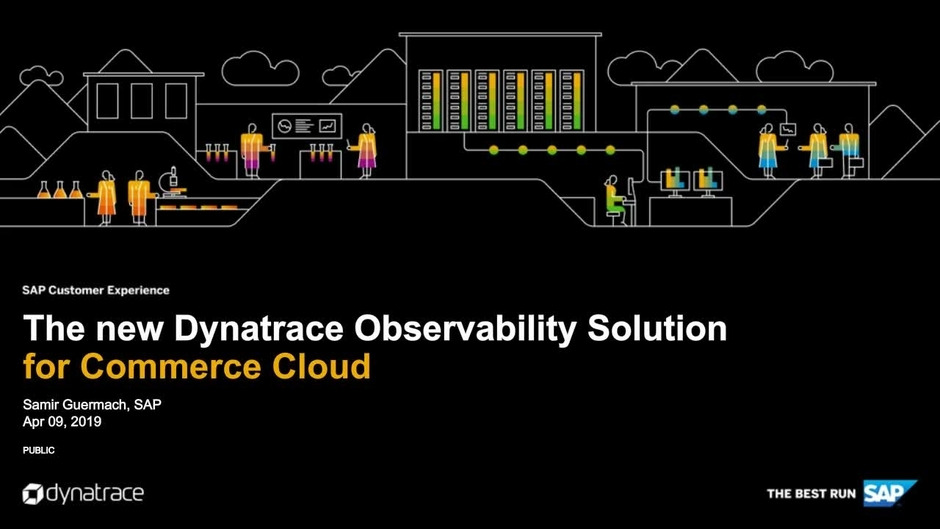 SAP Customer Experience
The new Dynatrace Observability Solution
for Commerce Cloud
Samir Guermach, SAP
Apr 09, 2019
PUBLIC
dynatrace
THE BEST RUN SAP